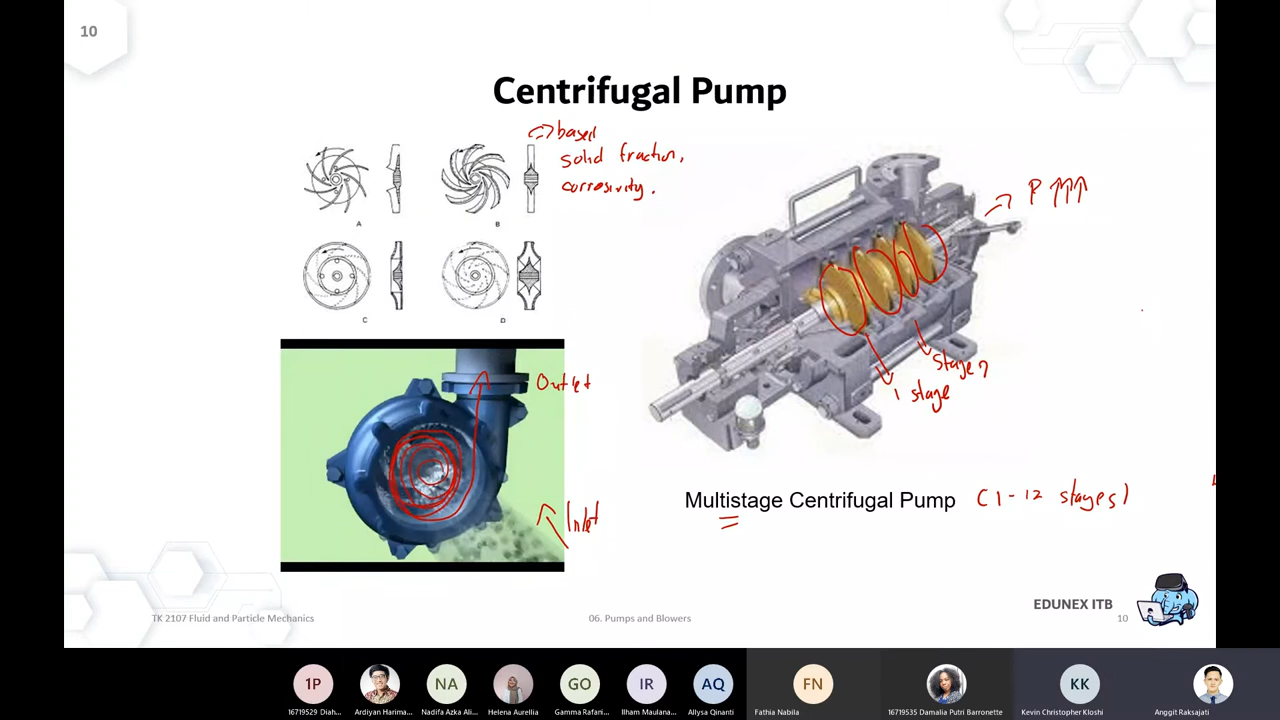 10
Centrifugal Pump
based
solid fraction,
corrosivity.
A
B
C
D
P ↑↑↑
Outlet
Inlet
1 stage
Stage 2
Multistage Centrifugal Pump (1-12 stages)
EDUNEX ITB
TK 2107 Fluid and Particle Mechanics
06. Pumps and Blowers
10
1P
NA
GO
IR
AQ
FN
KK
16719529 Diah...
Ardiyan Harima...
Nadifa Azka Ali...
Helena Aurellia
Gamma Rafani...
Ilham Maulana...
Allysa Qinanti
Fathia Nabila
16719535 Damalia Putri Barronette
Kevin Christopher Kloshi
Anggit Raksajati